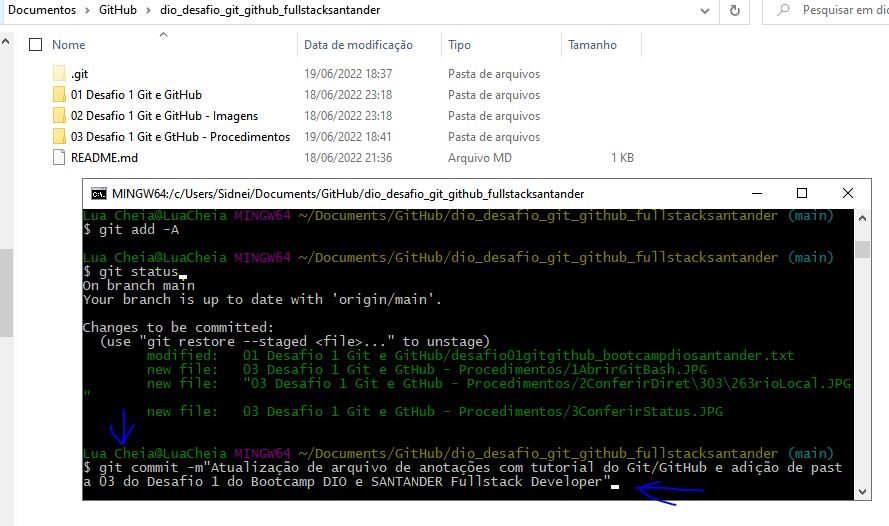 Documentos > GitHub > dio_desafio_git_github_fullstacksantander
Pesquisar em dio
Nome Data de modificação Tipo Tamanho
.git 19/06/2022 18:37 Pasta de arquivos
01 Desafio 1 Git e GitHub 18/06/2022 23:18 Pasta de arquivos
02 Desafio 1 Git e GitHub - Imagens 18/06/2022 23:18 Pasta de arquivos
03 Desafio 1 Git e GtHub - Procedimentos 19/06/2022 18:41 Pasta de arquivos
README.md 18/06/2022 21:36 Arquivo MD 1 KB
MINGW64:/c/Users/Sidnei/Documents/GitHub/dio_desafio_git_github_fullstacksantander
Lua Cheia@LuaCheia MINGW64 ~/Documents/GitHub/dio_desafio_git_github_fullstacksantander (main)
$ git add -A
Lua Cheia@LuaCheia MINGW64 ~/Documents/GitHub/dio_desafio_git_github_fullstacksantander (main)
$ git status
On branch main
Your branch is up to date with 'origin/main'.
Changes to be committed:
(use "git restore --staged <file>..." to unstage)
modified: 01 Desafio 1 Git e GitHub/desafio01gitgithub_bootcampdiosantander.txt
new file: 03 Desafio 1 Git e GtHub - Procedimentos/1AbrirGitBash.JPG
new file: "03 Desafio 1 Git e GtHub - Procedimentos/2ConferirDiret\303\263rioLocal.JPG
"
new file: 03 Desafio 1 Git e GtHub - Procedimentos/3ConferirStatus.JPG
Lua Cheia@LuaCheia MINGW64 ~/Documents/GitHub/dio_desafio_git_github_fullstacksantander (main)
$ git commit -m"Atualização de arquivo de anotações com tutorial do Git/GitHub e adição de past
a 03 do Desafio 1 do Bootcamp DIO e SANTANDER Fullstack Developer"